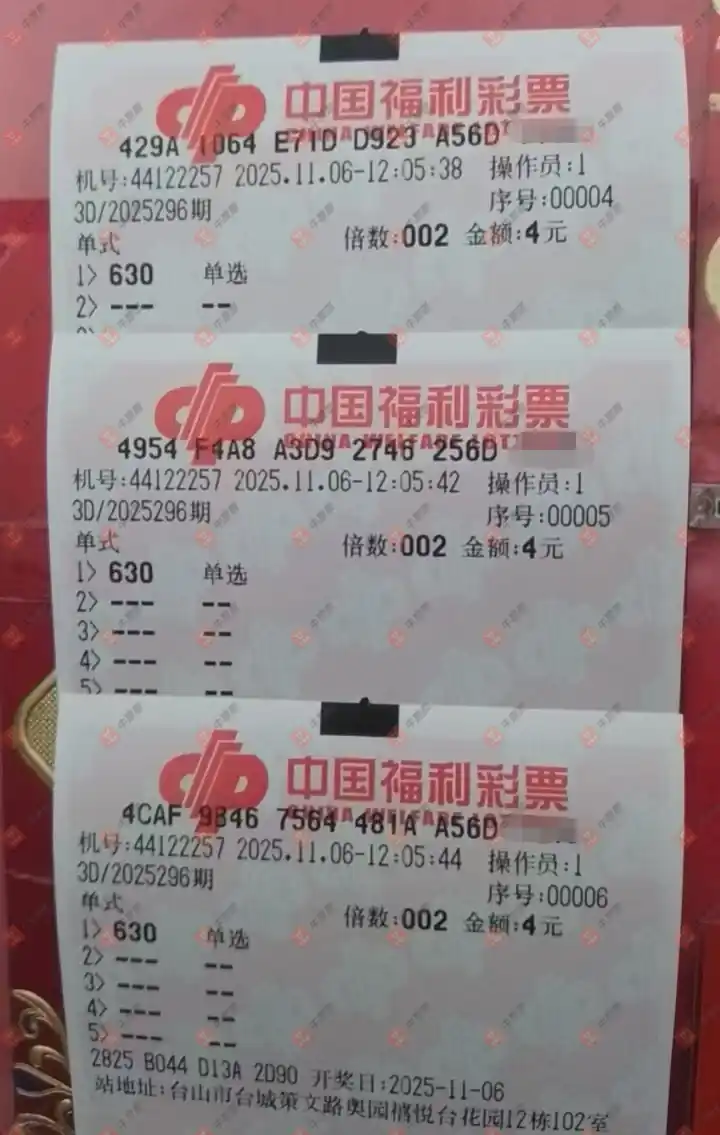 中国福利彩票
429A 1064 E71D D923 A56D
机号:44122257 2025.11.06-12:05:38 操作员:1
序号:00004
3D/2025296期
单式 倍数:002 金额:4元
1> 630 单选
2> --- --
中国福利彩票
4954 F4A8 A3D9 2746 256D
机号:44122257 2025.11.06-12:05:42 操作员:1
序号:00005
3D/2025296期
单式 倍数:002 金额:4元
1> 630 单选
2> --- --
3> --- --
4> --- --
5> --- --
中国福利彩票
4CAF 9B46 7564 481A A56D
机号:44122257 2025.11.06-12:05:44 操作员:1
序号:00006
3D/2025296期
单式 倍数:002 金额:4元
1> 630 单选
2> --- --
3> --- --
4> --- --
5> --- --
2825 B044 D13A 2D90 开奖日:2025-11-06
站地址:台山市台城策文路奥园禧悦台花园12栋102室